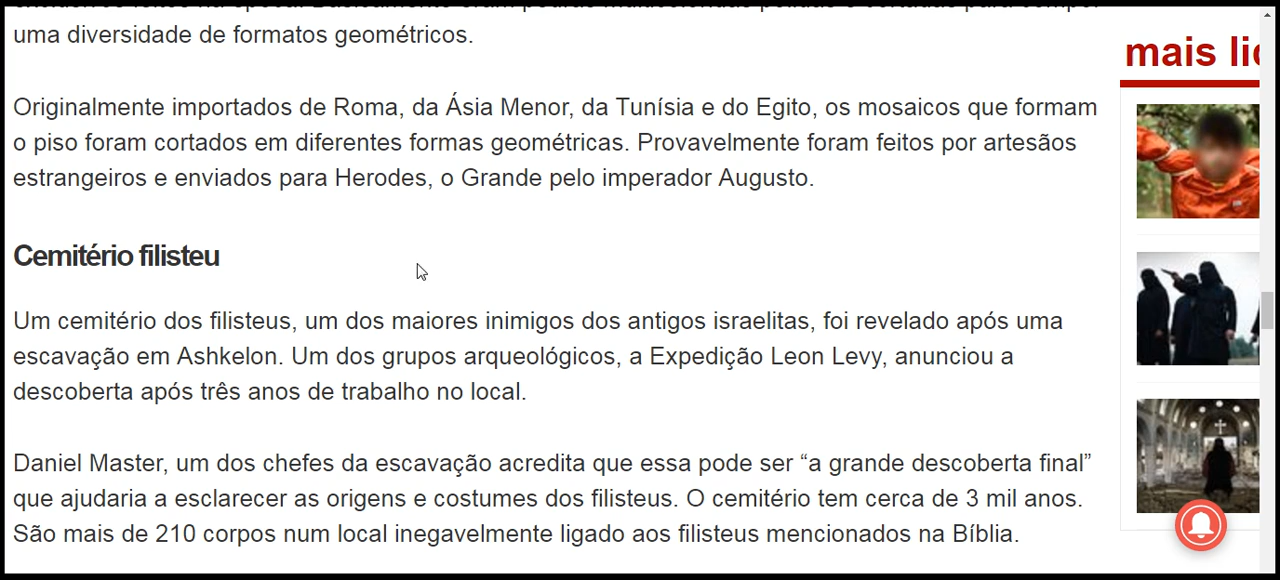 uma diversidade de formatos geométricos.
Originalmente importados de Roma, da Ásia Menor, da Tunísia e do Egito, os mosaicos que formam
o piso foram cortados em diferentes formas geométricas. Provavelmente foram feitos por artesãos
estrangeiros e enviados para Herodes, o Grande pelo imperador Augusto.
Cemitério filisteu
Um cemitério dos filisteus, um dos maiores inimigos dos antigos israelitas, foi revelado após uma
escavação em Ashkelon. Um dos grupos arqueológicos, a Expedição Leon Levy, anunciou a
descoberta após três anos de trabalho no local.
Daniel Master, um dos chefes da escavação acredita que essa pode ser “a grande descoberta final”
que ajudaria a esclarecer as origens e costumes dos filisteus. O cemitério tem cerca de 3 mil anos.
São mais de 210 corpos num local inegavelmente ligado aos filisteus mencionados na Bíblia.
mais